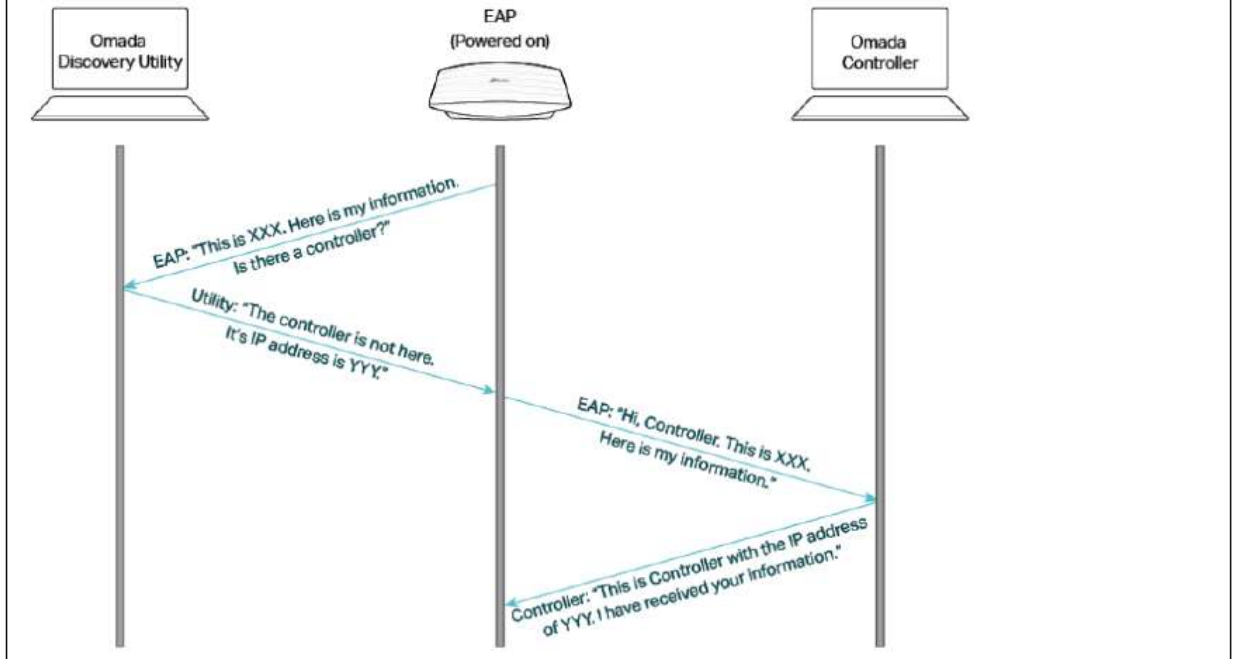 Omada
Discovery Utility
EAP
(Powered on)
Omada
Controller
EAP: "This is XXX. Here is my information.
Is there a controller?"
Utility: "The controller is not here.
It's IP address is YYY."
EAP: "Hi, Controller. This is XXX.
Here is my information."
Controller: "This is Controller with the IP address
of YYY. I have received your information."